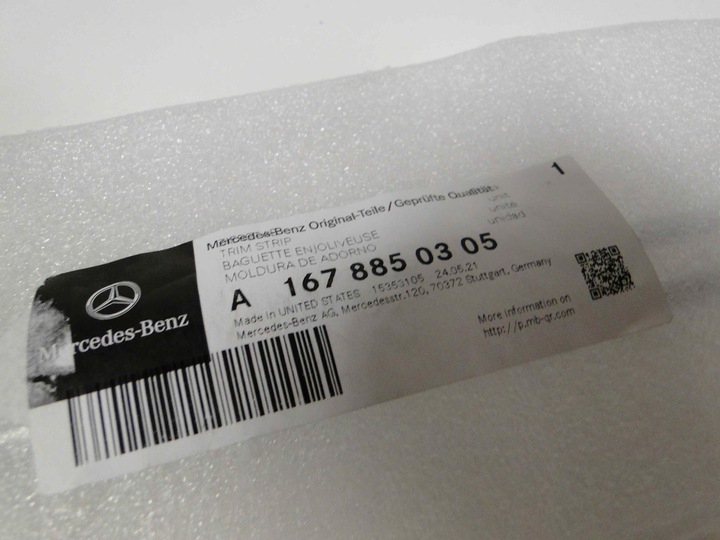 1
Mercedes-Benz Original-Teile / Geprüfte Qualität
TRIM STRIP
BAGUETTE ENJOLIVEUSE
MOLDURA DE ADORNO
unit
unite
unidad
A 167 885 03 05
Made in UNITED STATES 15353105 24.05.21
Mercedes-Benz AG, Mercedesstr.120, 70372 Stuttgart, Germany
Mercedes-Benz
More information on
http://p.mb-qr.com